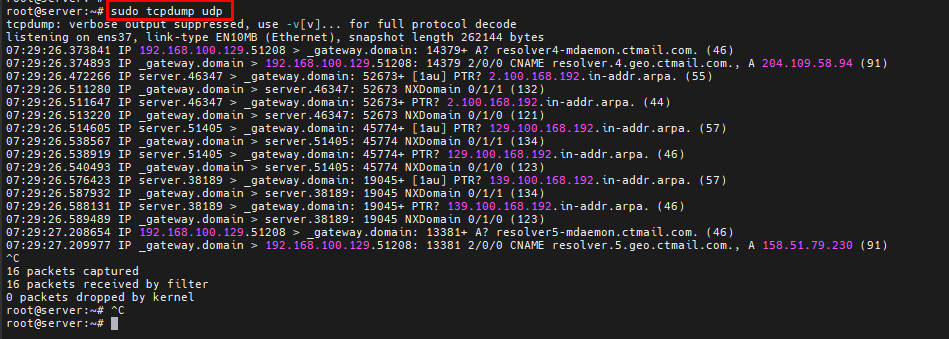 root@server:~# sudo tcpdump udp
tcpdump: verbose output suppressed, use -v[v]... for full protocol decode
listening on ens37, link-type EN10MB (Ethernet), snapshot length 262144 bytes
07:29:26.373841 IP 192.168.100.129.51208 > _gateway.domain: 14379+ A? resolver4-mdaemon.ctmail.com. (46)
07:29:26.374893 IP _gateway.domain > 192.168.100.129.51208: 14379 2/0/0 CNAME resolver.4.geo.ctmail.com., A 204.109.58.94 (91)
07:29:26.472266 IP server.46347 > _gateway.domain: 52673+ [1au] PTR? 2.100.168.192.in-addr.arpa. (55)
07:29:26.511280 IP _gateway.domain > server.46347: 52673 NXDomain 0/1/1 (132)
07:29:26.511647 IP server.46347 > _gateway.domain: 52673+ PTR? 2.100.168.192.in-addr.arpa. (44)
07:29:26.513220 IP _gateway.domain > server.46347: 52673 NXDomain 0/1/0 (121)
07:29:26.514605 IP server.51405 > _gateway.domain: 45774+ [1au] PTR? 129.100.168.192.in-addr.arpa. (57)
07:29:26.538567 IP _gateway.domain > server.51405: 45774 NXDomain 0/1/1 (134)
07:29:26.538919 IP server.51405 > _gateway.domain: 45774+ PTR? 129.100.168.192.in-addr.arpa. (46)
07:29:26.540493 IP _gateway.domain > server.51405: 45774 NXDomain 0/1/0 (123)
07:29:26.576423 IP server.38189 > _gateway.domain: 19045+ [1au] PTR? 139.100.168.192.in-addr.arpa. (57)
07:29:26.587932 IP _gateway.domain > server.38189: 19045 NXDomain 0/1/1 (134)
07:29:26.588131 IP server.38189 > _gateway.domain: 19045+ PTR? 139.100.168.192.in-addr.arpa. (46)
07:29:26.589489 IP _gateway.domain > server.38189: 19045 NXDomain 0/1/0 (123)
07:29:27.208654 IP 192.168.100.129.51208 > _gateway.domain: 13381+ A? resolver5-mdaemon.ctmail.com. (46)
07:29:27.209977 IP _gateway.domain > 192.168.100.129.51208: 13381 2/0/0 CNAME resolver.5.geo.ctmail.com., A 158.51.79.230 (91)
^C
16 packets captured
16 packets received by filter
0 packets dropped by kernel
root@server:~# ^C
root@server:~#